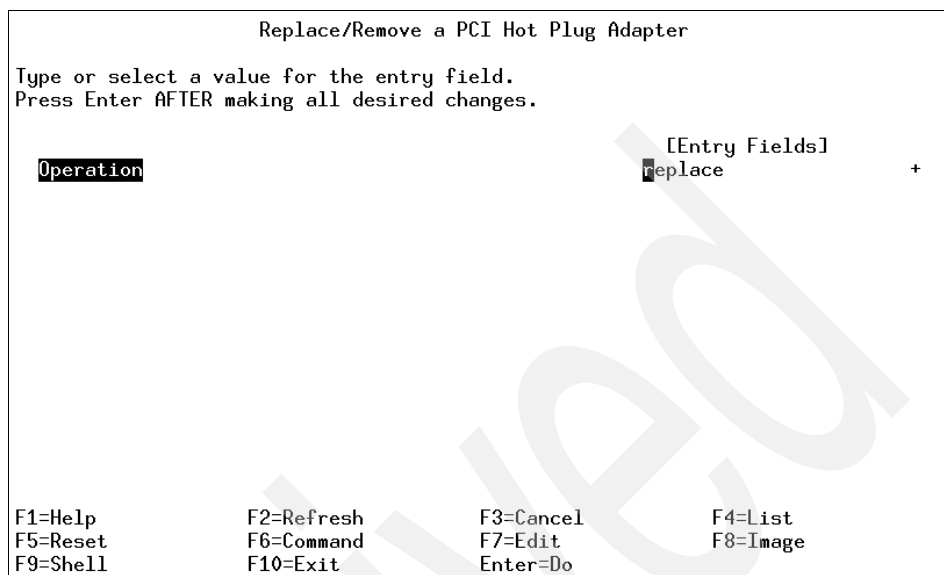 Replace/Remove a PCI Hot Plug Adapter
Type or select a value for the entry field.
Press Enter AFTER making all desired changes.
[Entry Fields]
Operation replace +
F1=Help F2=Refresh F3=Cancel F4=List
F5=Reset F6=Command F7=Edit F8=Image
F9=Shell F10=Exit Enter=Do